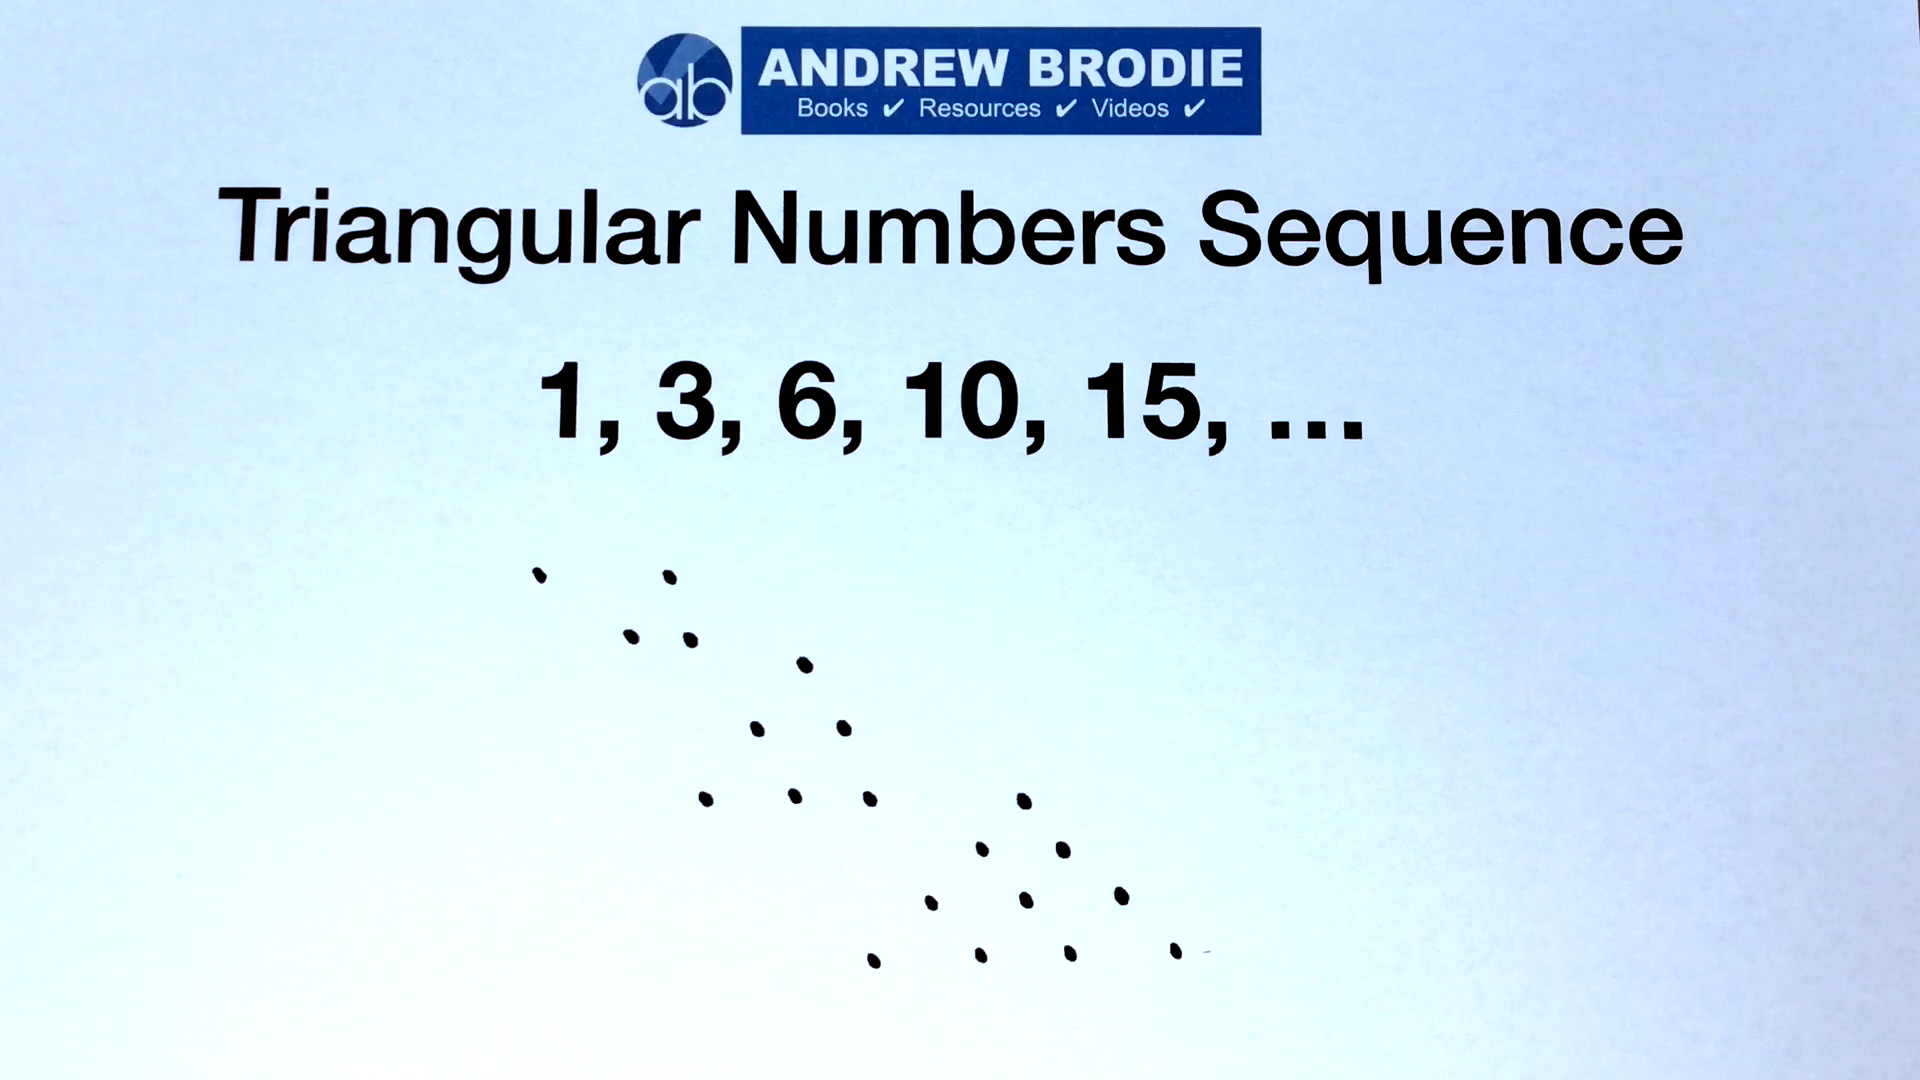 ab
ANDREW BRODIE
Books ✔ Resources ✔ Videos ✔
Triangular Numbers Sequence
1, 3, 6, 10, 15, ...